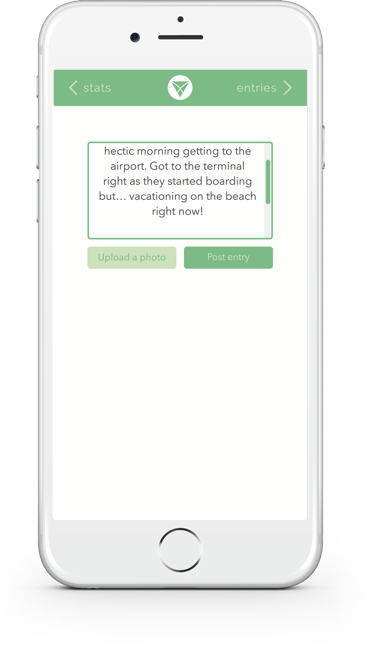 stats
entries
hectic morning getting to the
airport. Got to the terminal
right as they started boarding
but... vacationing on the beach
right now!
Upload a photo
Post entry